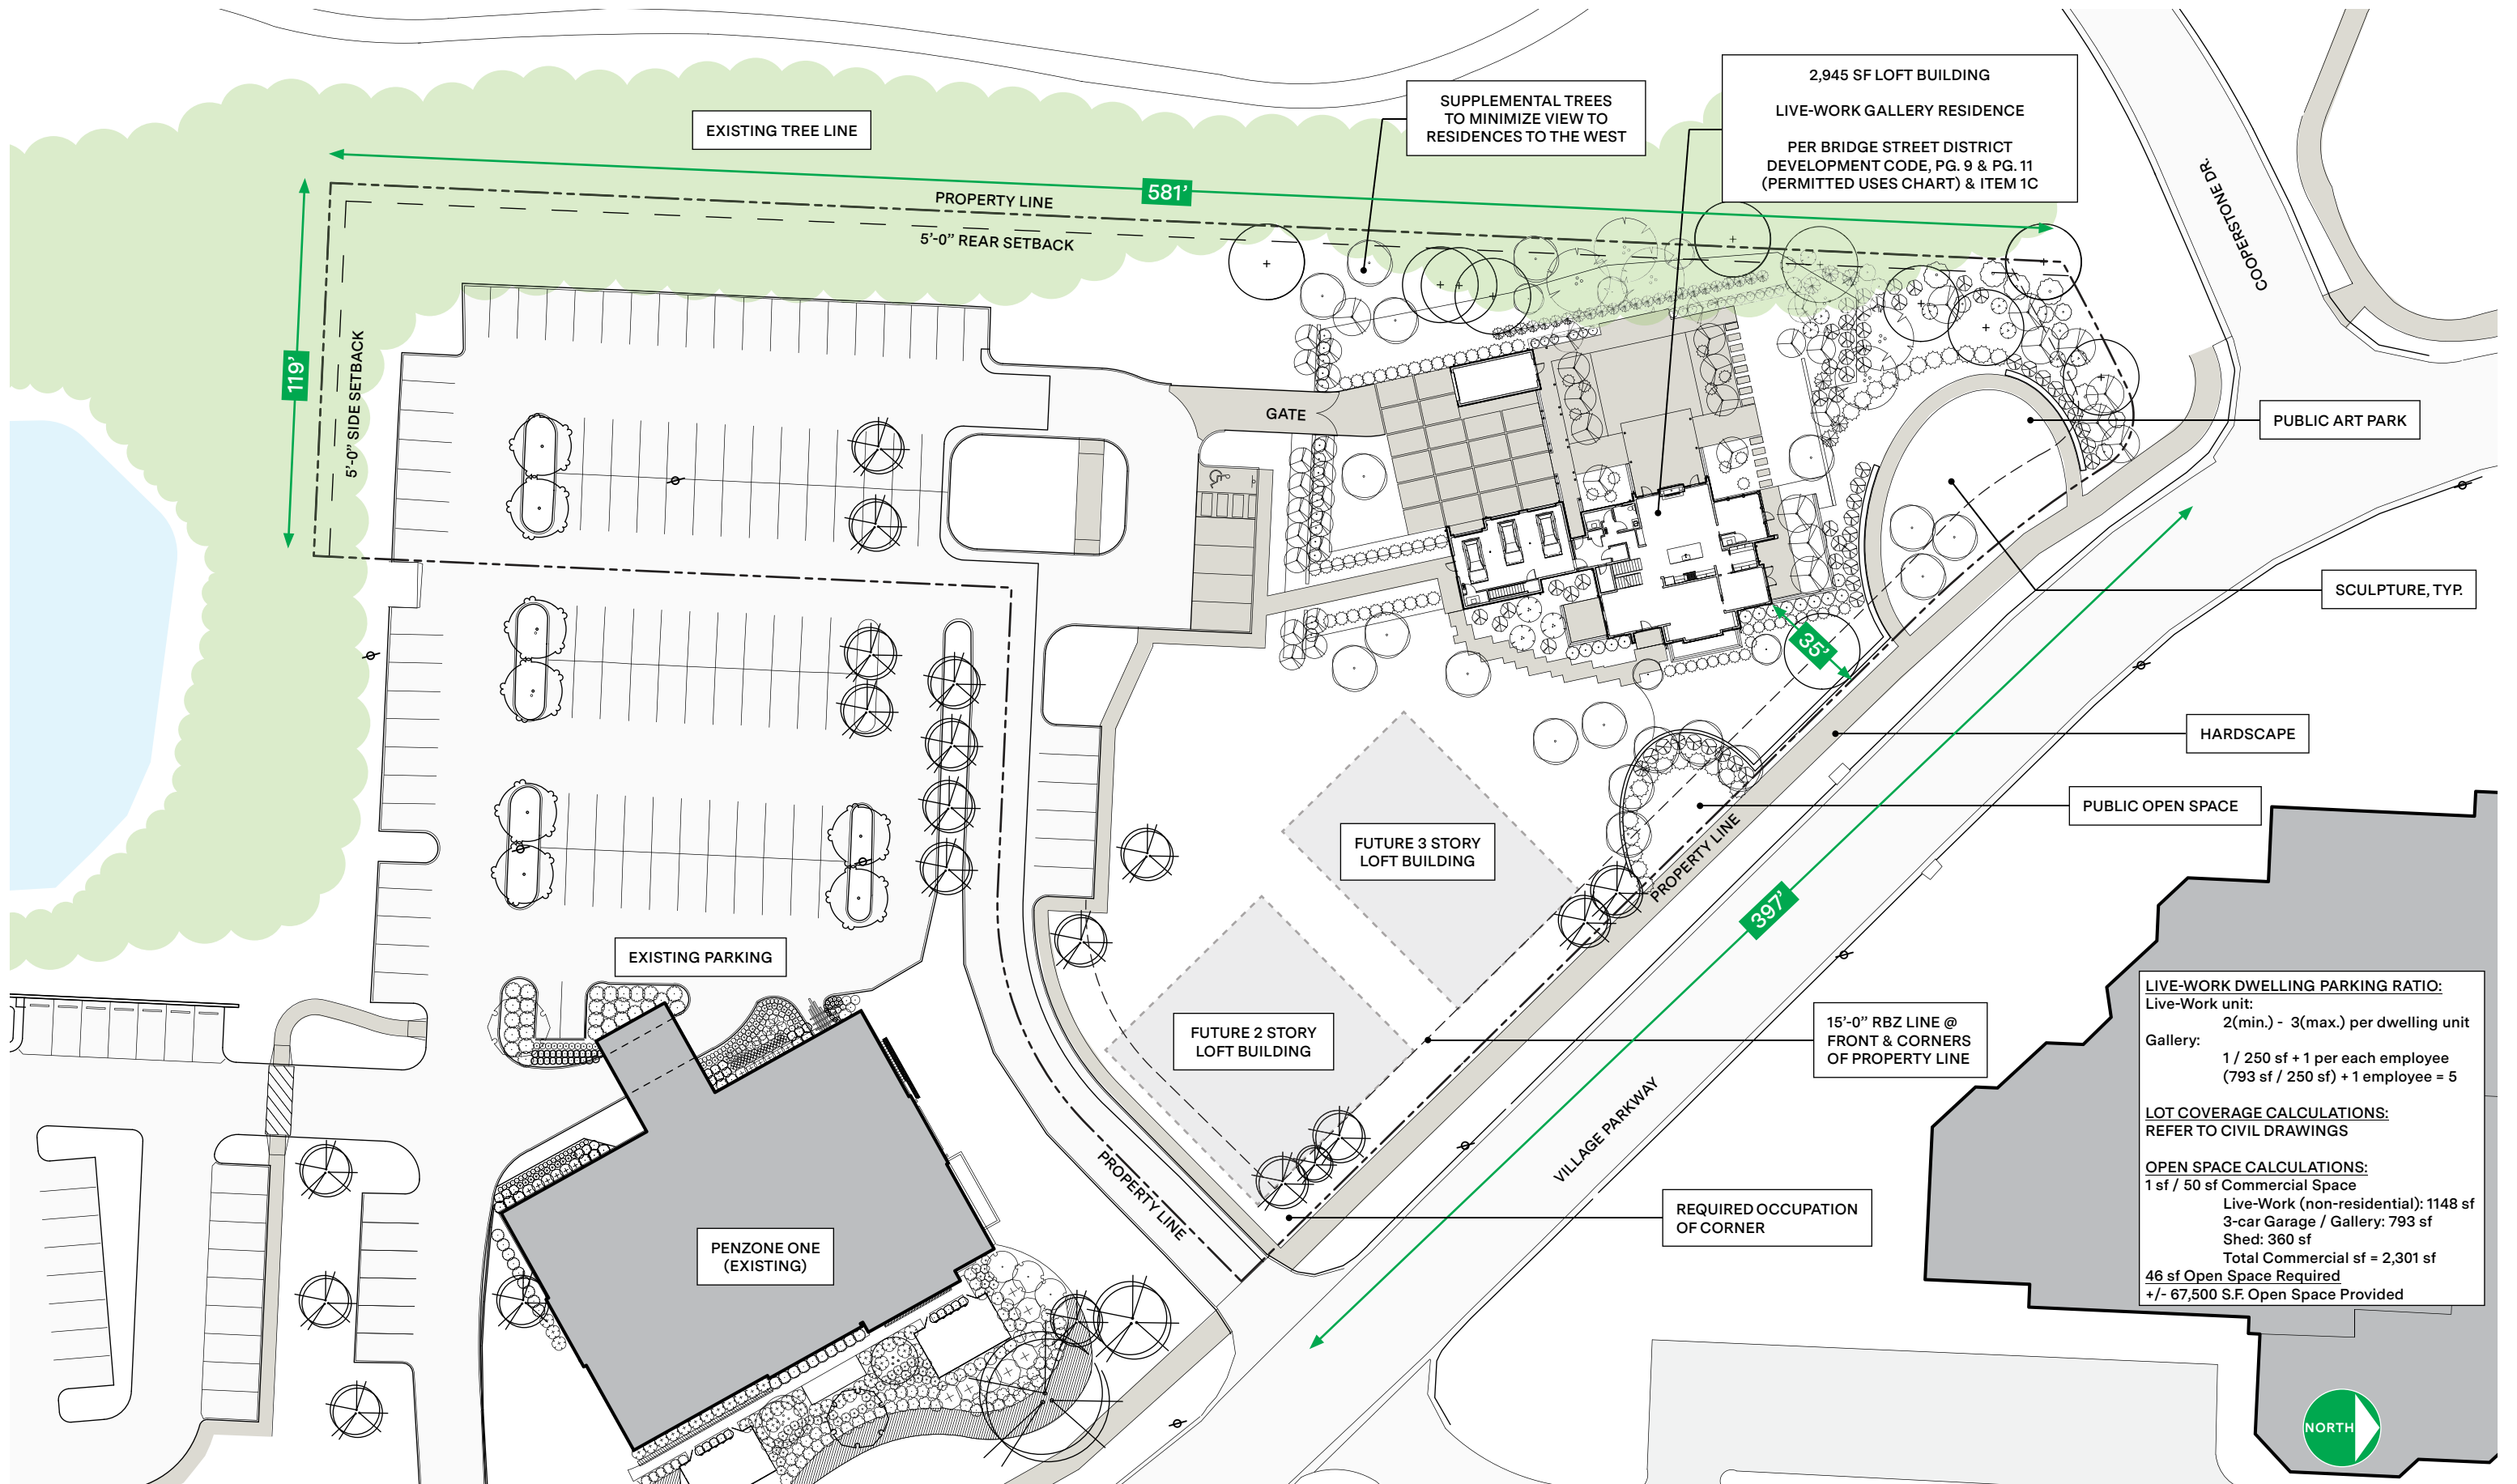 2,945 SF LOFT BUILDING
LIVE-WORK GALLERY RESIDENCE
PER BRIDGE STREET DISTRICT
DEVELOPMENT CODE, PG. 9 & PG. 11
(PERMITTED USES CHART) & ITEM 1C
SUPPLEMENTAL TREES
TO MINIMIZE VIEW TO
RESIDENCES TO THE WEST
EXISTING TREE LINE
581’
PROPERTY LINE
5’-0” REAR SETBACK
COOPERSTONE DR.
119’
5’-0” SIDE SETBACK
GATE
PUBLIC ART PARK
SCULPTURE, TYP.
35’
HARDSCAPE
PUBLIC OPEN SPACE
FUTURE 3 STORY
LOFT BUILDING
PROPERTY LINE
397’
EXISTING PARKING
FUTURE 2 STORY
LOFT BUILDING
15’-0” RBZ LINE @
FRONT & CORNERS
OF PROPERTY LINE
VILLAGE PARKWAY
PROPERTY LINE
REQUIRED OCCUPATION
OF CORNER
PENZONE ONE
(EXISTING)
LIVE-WORK DWELLING PARKING RATIO:
Live-Work unit:
2(min.) - 3(max.) per dwelling unit
Gallery:
1 / 250 sf + 1 per each employee
(793 sf / 250 sf) + 1 employee = 5
LOT COVERAGE CALCULATIONS:
REFER TO CIVIL DRAWINGS
OPEN SPACE CALCULATIONS:
1 sf / 50 sf Commercial Space
Live-Work (non-residential): 1148 sf
3-car Garage / Gallery: 793 sf
Shed: 360 sf
Total Commercial sf = 2,301 sf
46 sf Open Space Required
+/- 67,500 S.F. Open Space Provided
NORTH